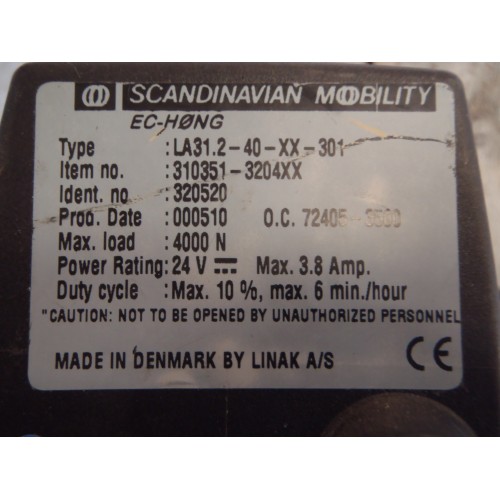 SCANDINAVIAN MOBILITY
EC-HØNG
Type :LA31.2-40-XX-301
Item no. :310351-3204XX
Ident. no. :320520
Prod. Date :000510 O.C. 72405-
Max. load :4000 N
Power Rating:24 V Max. 3.8 Amp.
Duty cycle :Max. 10 %, max. 6 min./hour
"CAUTION: NOT TO BE OPENED BY UNAUTHORIZED PERSONNEL
MADE IN DENMARK BY LINAK A/S CE